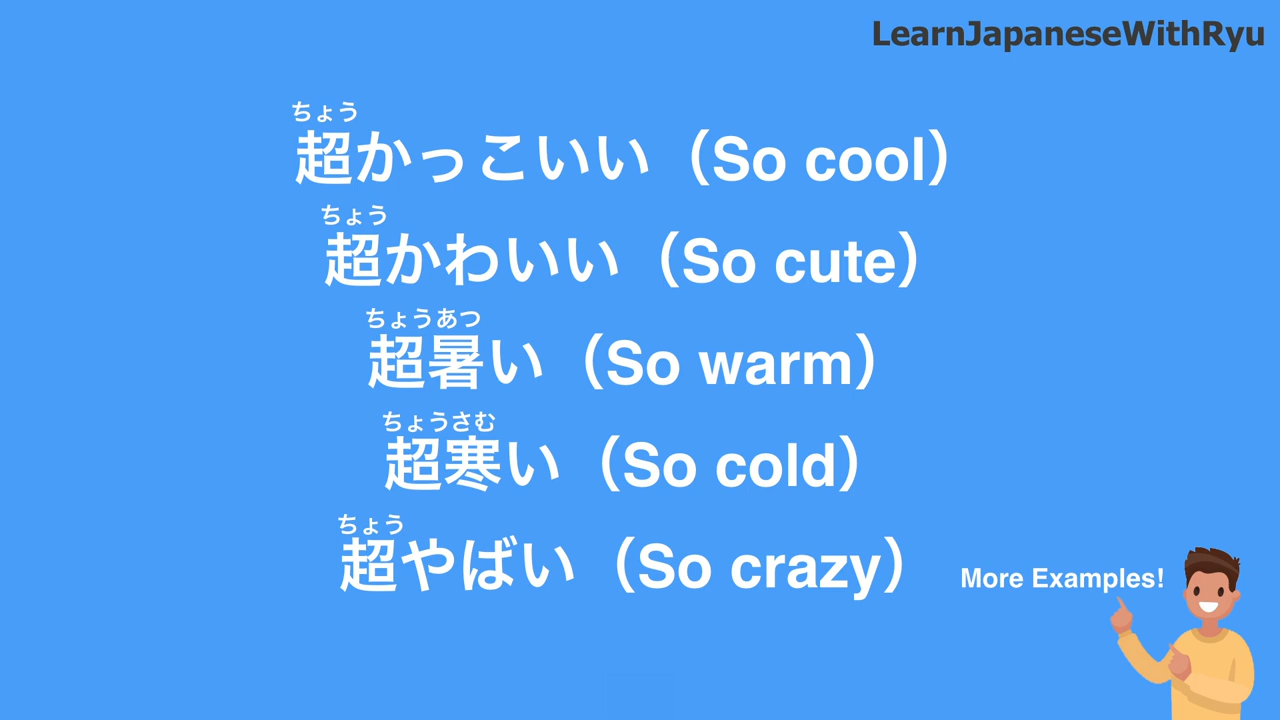 LearnJapaneseWithRyu
ちょう
超かっこいい（So cool）
ちょう
超かわいい（So cute）
ちょうあつ
超暑い（So warm）
ちょうさむ
超寒い（So cold）
ちょう
超やばい（So crazy）
More Examples!